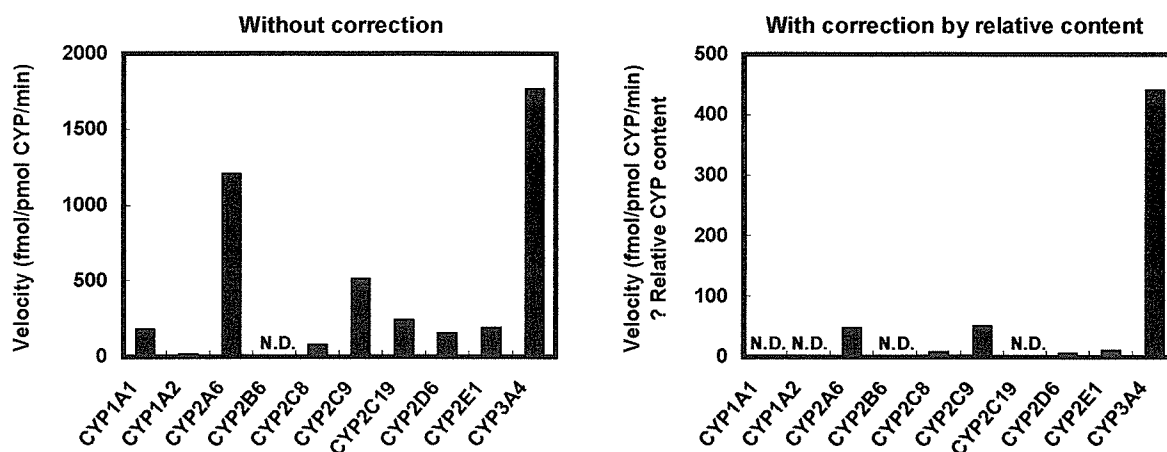 Without correction
Velocity (fmol/pmol CYP/min)
2000
1500
1000
500
0
N.D.
CYP1A1
CYP1A2
CYP2A6
CYP2B6
CYP2C8
CYP2C9
CYP2C19
CYP2D6
CYP2E1
CYP3A4
With correction by relative content
Velocity (fmol/pmol CYP/min)
? Relative CYP content
500
400
300
200
100
0
N.D. N.D. N.D. N.D.
CYP1A1
CYP1A2
CYP2A6
CYP2B6
CYP2C8
CYP2C9
CYP2C19
CYP2D6
CYP2E1
CYP3A4